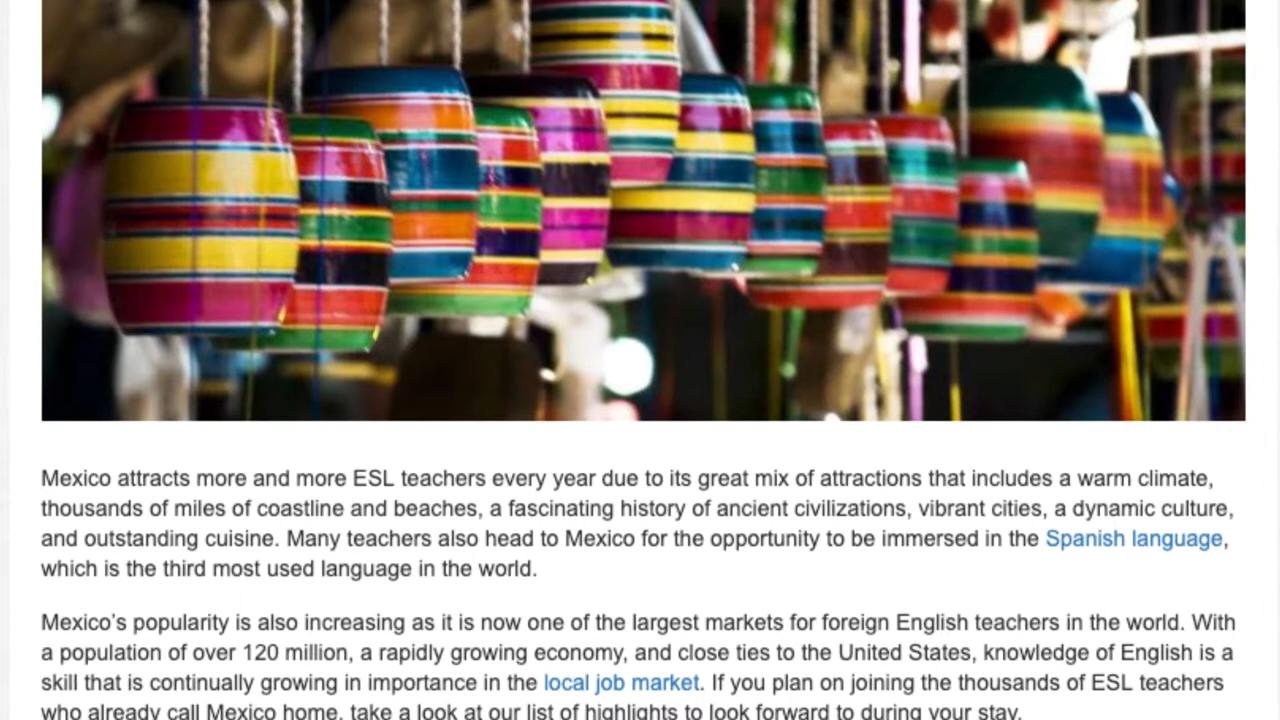 Mexico attracts more and more ESL teachers every year due to its great mix of attractions that includes a warm climate,
thousands of miles of coastline and beaches, a fascinating history of ancient civilizations, vibrant cities, a dynamic culture,
and outstanding cuisine. Many teachers also head to Mexico for the opportunity to be immersed in the Spanish language,
which is the third most used language in the world.
Mexico’s popularity is also increasing as it is now one of the largest markets for foreign English teachers in the world. With
a population of over 120 million, a rapidly growing economy, and close ties to the United States, knowledge of English is a
skill that is continually growing in importance in the local job market. If you plan on joining the thousands of ESL teachers
who already call Mexico home, take a look at our list of highlights to look forward to during your stay.